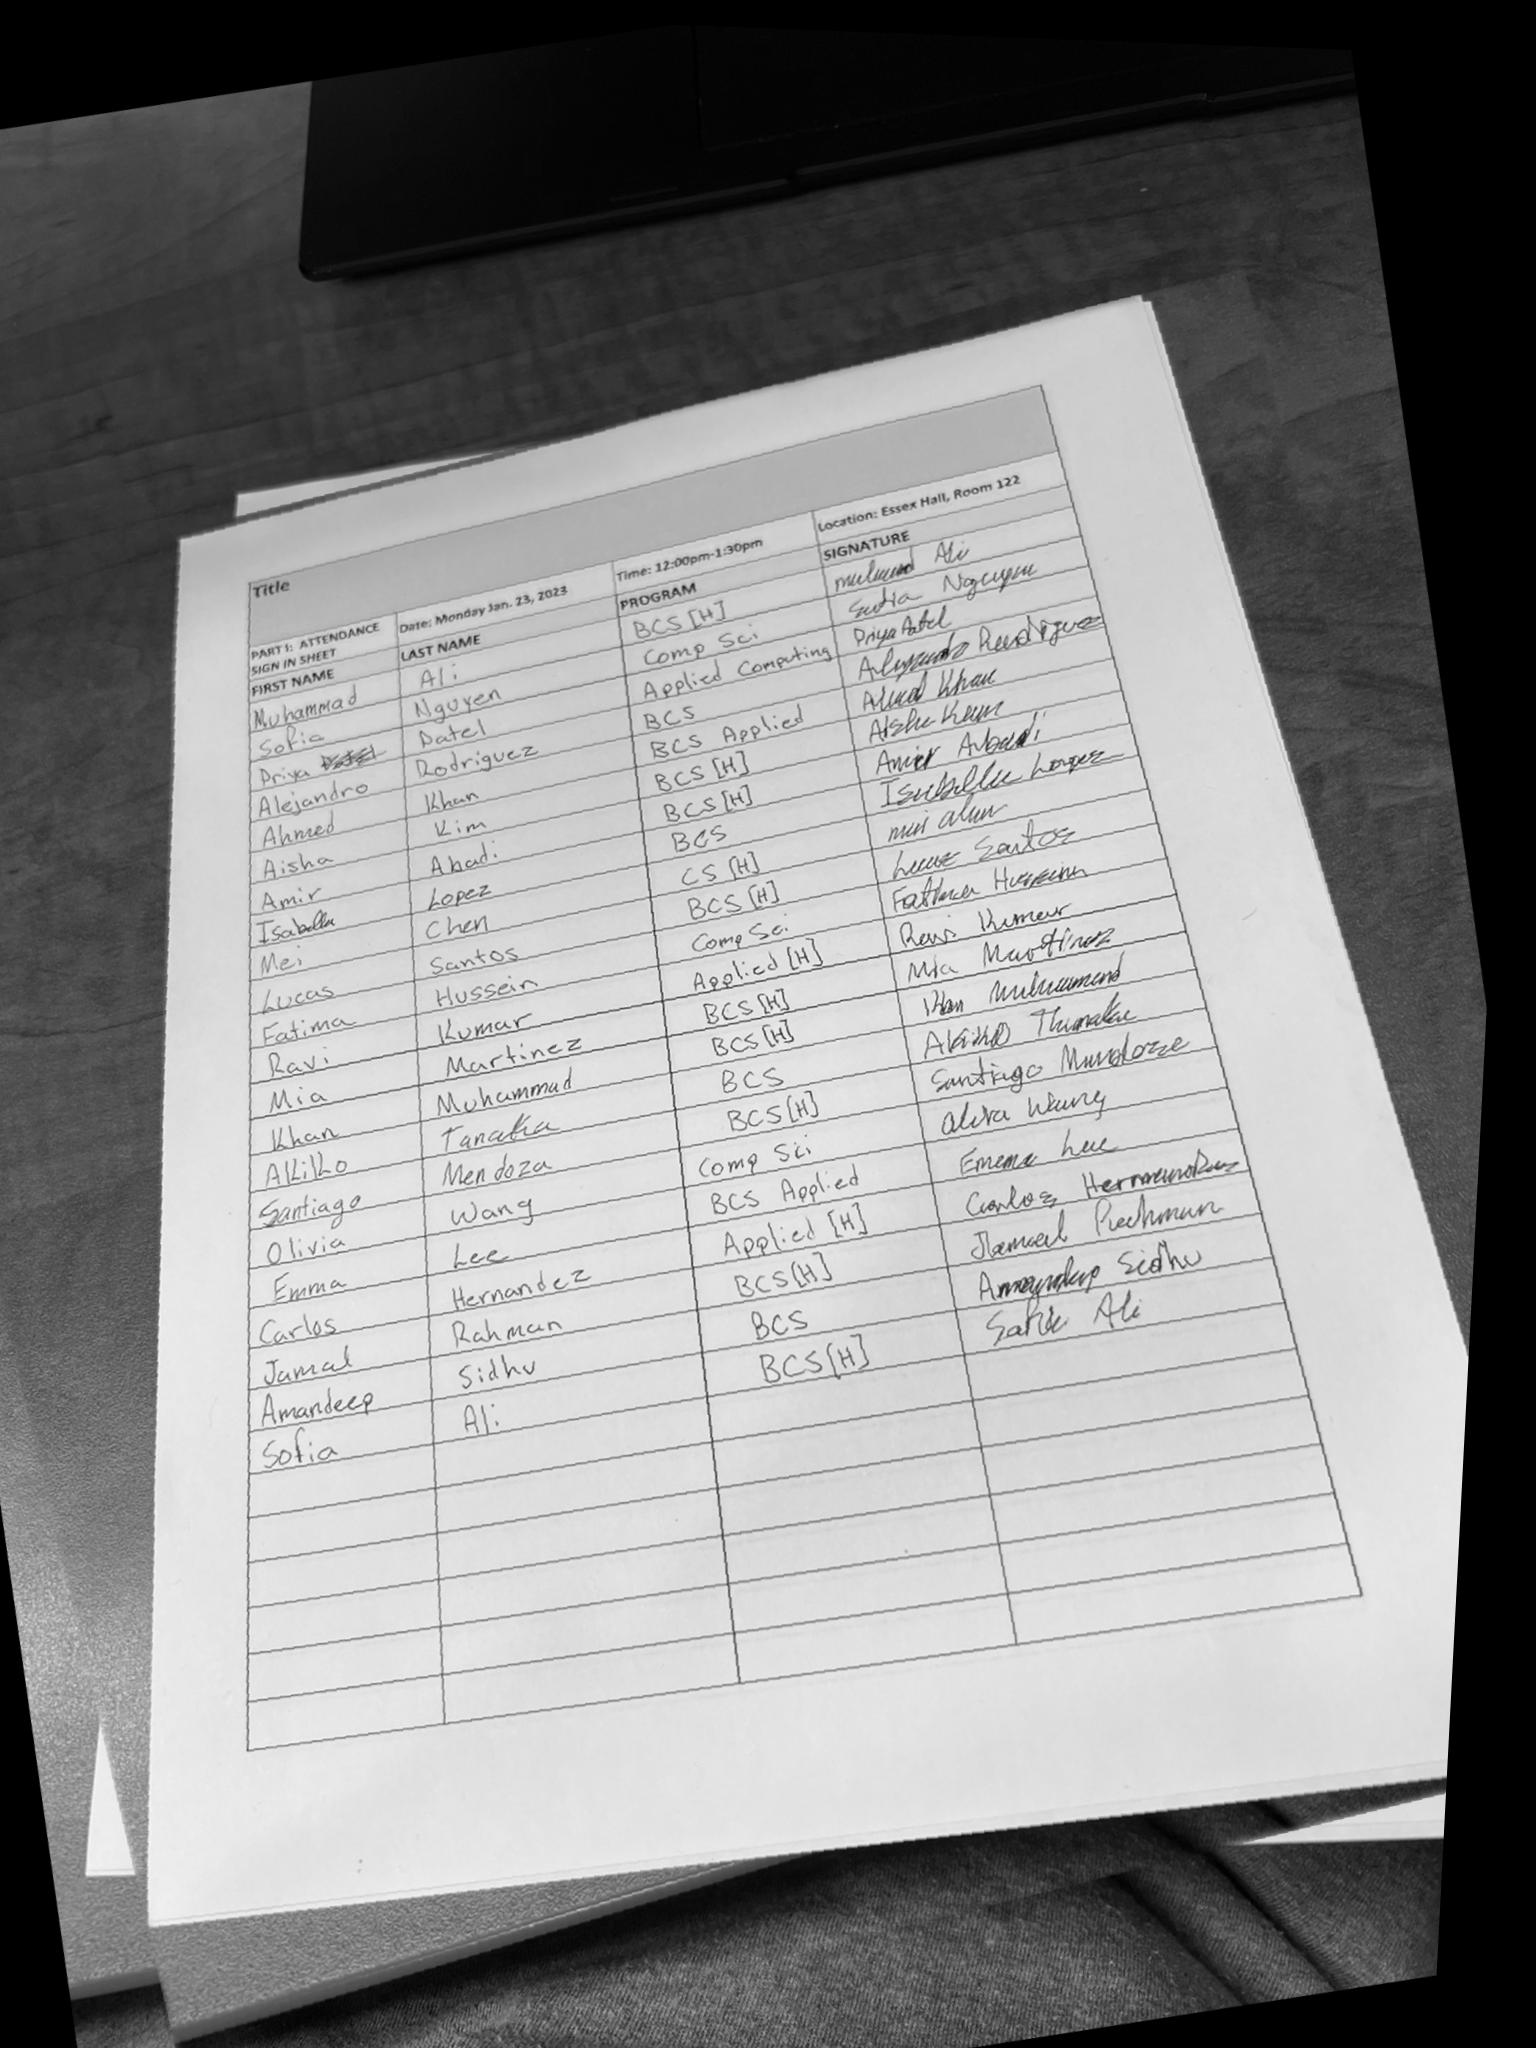 Title
PART 1: ATTENDANCE SIGN IN SHEET Date: Monday Jan. 23, 2023 Time: 12:00pm-1:30pm Location: Essex Hall, Room 122
FIRST NAME LAST NAME PROGRAM SIGNATURE
Muhammad Ali BCS [H] Ali
Sofia Nguyen Comp Sci Sofia Nguyen
Priya Patel Applied Computing Priya Patel
Alejandro Rodriguez BCS Alejandro Rodriguez
Ahmed Khan BCS Applied Ahmed Khan
Aisha Kim BCS [H] Aisha Kim
Amir Abadi BCS [H] Amir Abadi
Isabella Lopez BCS Isabella Lopez
Mei Chen CS [H]
Lucas Santos BCS [H] Lucas Santos
Fatima Hussein Comp Sci Fatima Hussein
Ravi Kumar Applied [H] Ravi Kumar
Mia Martinez BCS [H] Mia Martinez
Khan Muhammad BCS [H] Khan Muhammad
Akiko Tanaka BCS Akiko Tanaka
Santiago Mendoza BCS [H] Santiago Mendoza
Olivia Wang Comp Sci Olivia Wang
Emma Lee BCS Applied Emma Lee
Carlos Hernandez Applied [H] Carlos Hernandez
Jamal Rahman BCS [H] Jamal Rahman
Amandeep Sidhu BCS Amandeep Sidhu
Sofia Ali BCS [H] Sofia Ali